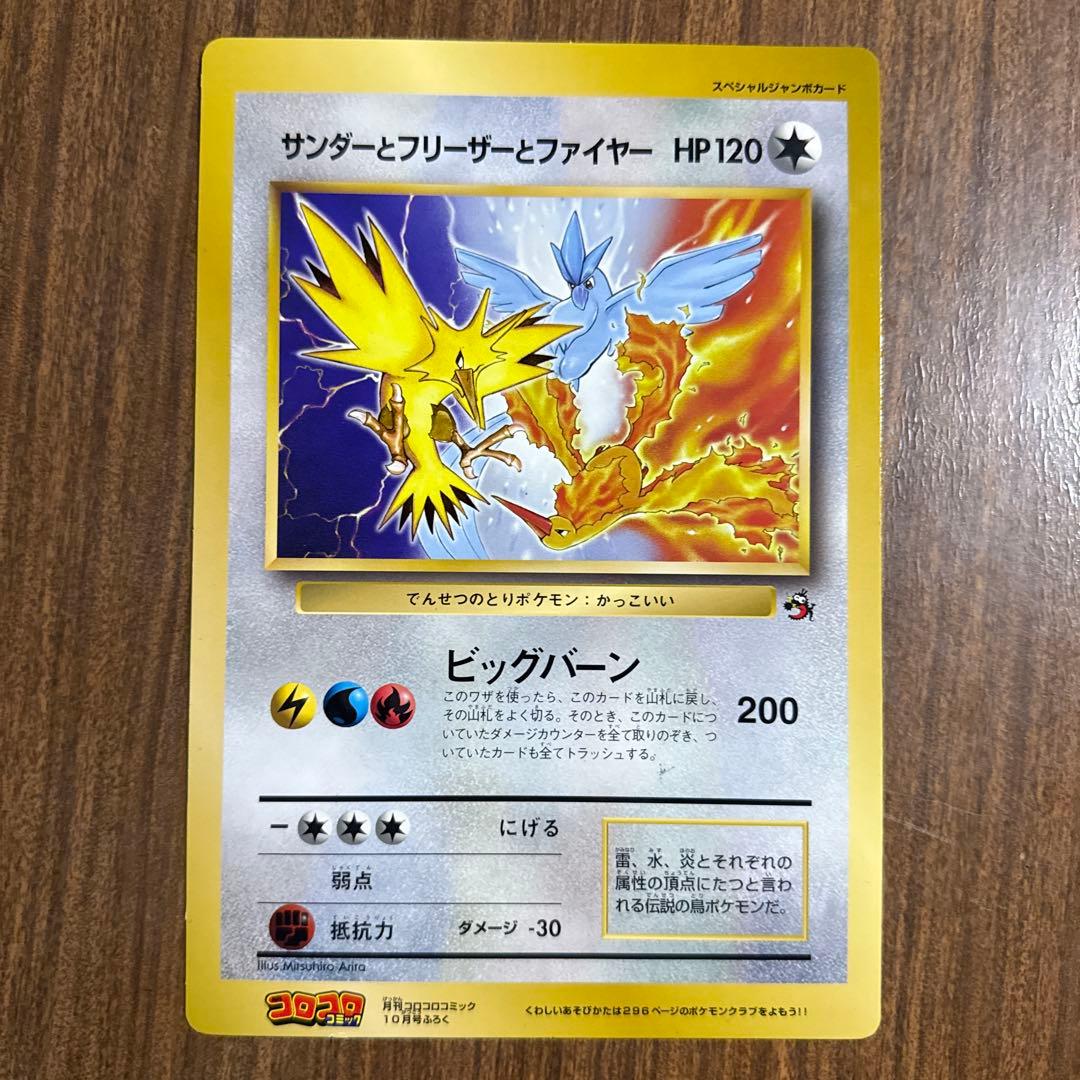 スペシャルジャンボカード
サンダーとフリーザーとファイヤー HP120
でんせつのとりポケモン：かっこいい
ビッグバーン
このワザを使ったら、このカードを山札に戻し、
その山札をよく切る。そのとき、このカードにつ
いていたダメージカウンターを全て取りのぞき、つ
いていたカードも全てトラッシュする。
200
にげる
弱点
抵抗力 ダメージ -30
雷、水、炎とそれぞれの
属性の頂点にたつと言わ
れる伝説の鳥ポケモンだ。
Illus.Mitsuhiro Arita
コロコロ
コミック
月刊コロコロコミック
10月号ふろく
くわしいあそびかたは296ページのポケモンクラブをよもう!!